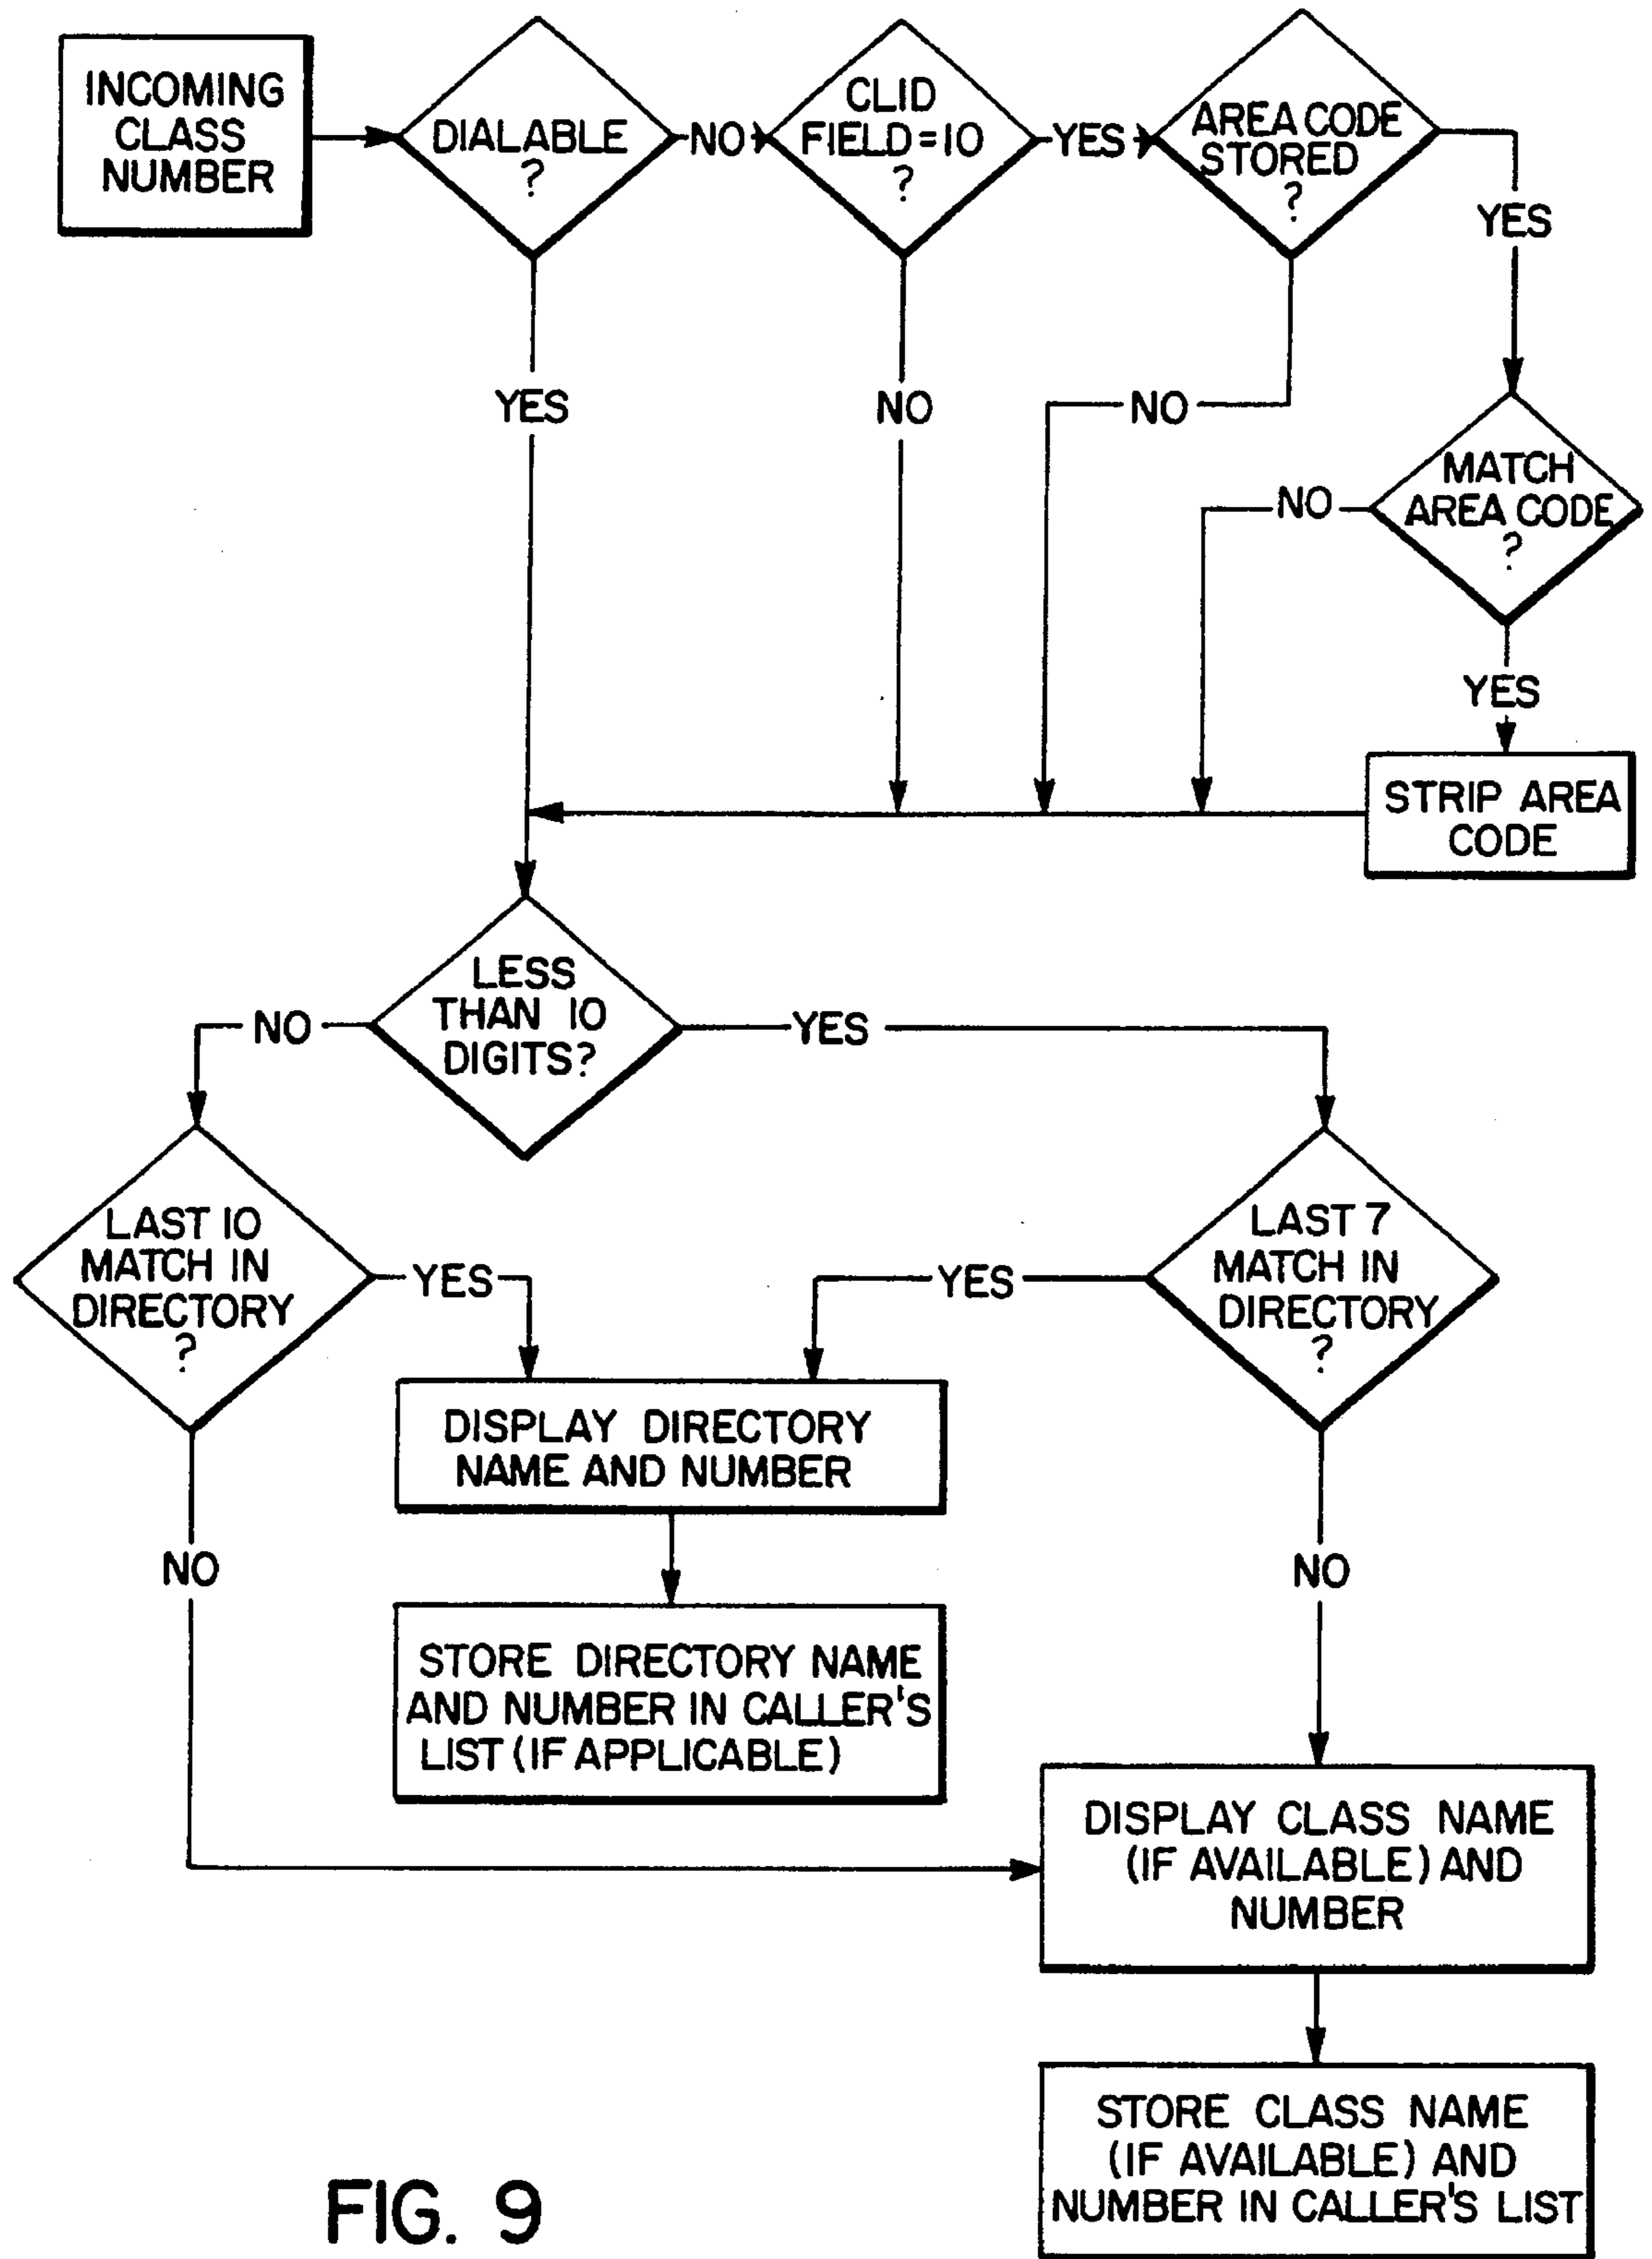 INCOMING
CLASS
NUMBER
DIALABLE
?
NO
CLID
FIELD=10
?
YES
AREA CODE
STORED
?
YES
YES
NO
NO
MATCH
AREA CODE
?
NO
YES
STRIP AREA
CODE
LESS
THAN 10
DIGITS?
NO
YES
LAST 10
MATCH IN
DIRECTORY
?
YES
YES
LAST 7
MATCH IN
DIRECTORY
?
DISPLAY DIRECTORY
NAME AND NUMBER
NO
NO
STORE DIRECTORY NAME
AND NUMBER IN CALLER'S
LIST (IF APPLICABLE)
DISPLAY CLASS NAME
(IF AVAILABLE) AND
NUMBER
STORE CLASS NAME
(IF AVAILABLE) AND
NUMBER IN CALLER'S LIST
FIG. 9